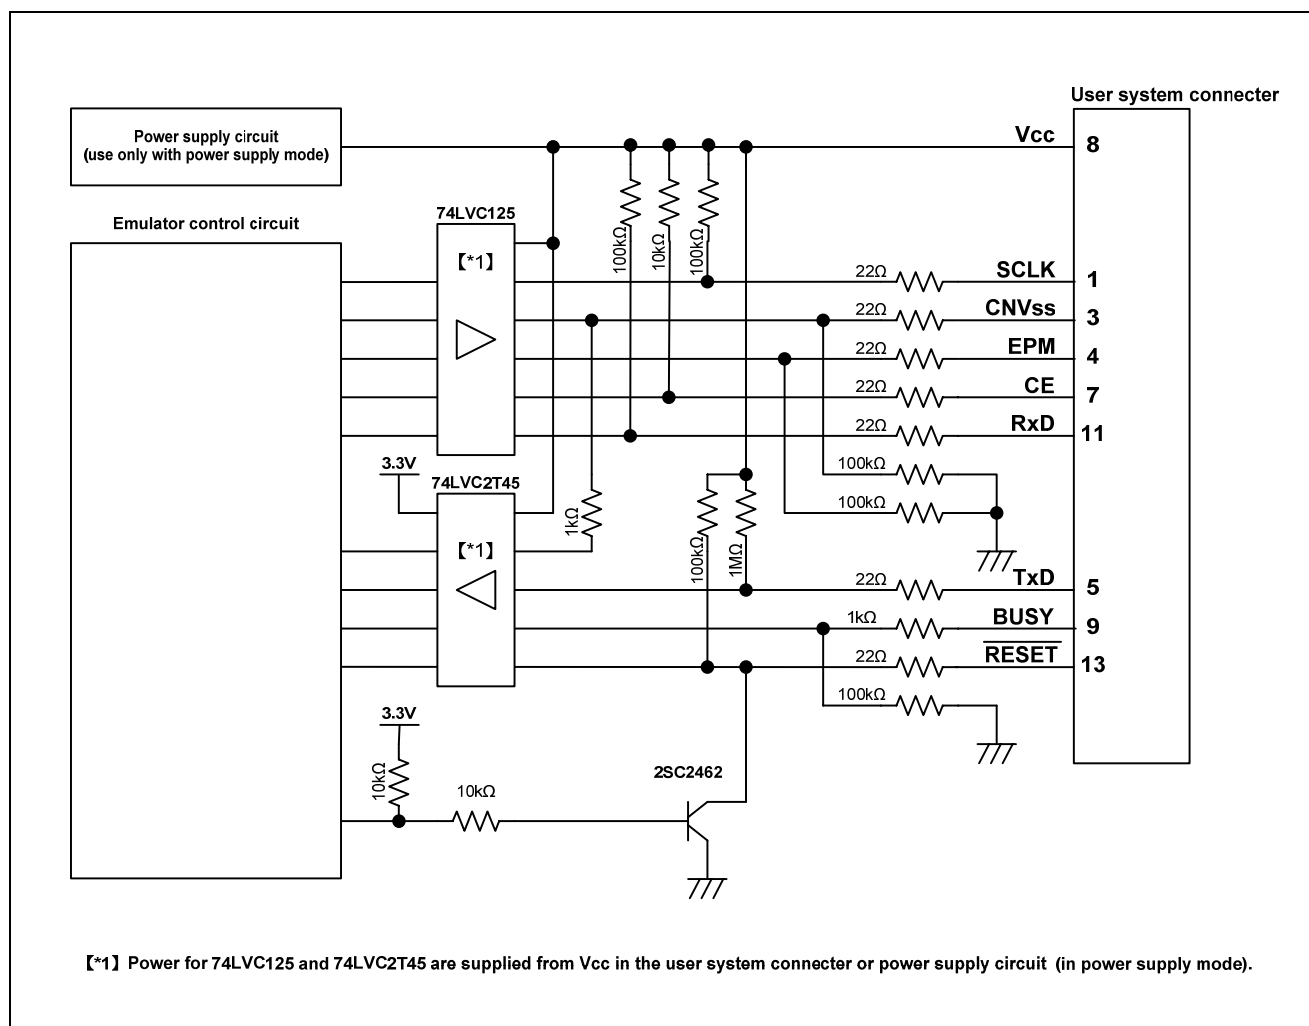 User system connecter
Power supply circuit
(use only with power supply mode)
Vcc
8
Emulator control circuit
74LVC125
【*1】
100kΩ
10kΩ
100kΩ
22Ω
SCLK
1
22Ω
CNVss
3
22Ω
EPM
4
22Ω
CE
7
22Ω
RxD
11
3.3V
74LVC2T45
【*1】
1kΩ
100kΩ
1MΩ
100kΩ
100kΩ
22Ω
TxD
5
1kΩ
BUSY
9
22Ω
RESET
13
100kΩ
3.3V
10kΩ
10kΩ
2SC2462
【*1】 Power for 74LVC125 and 74LVC2T45 are supplied from Vcc in the user system connecter or power supply circuit (in power supply mode).